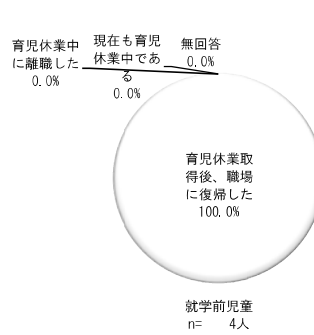 育児休業中
に離職した
0.0%
現在も育児
休業中であ
る
0.0%
無回答
0.0%
育児休業取
得後、職場
に復帰した
100.0%
就学前児童
n= 4人